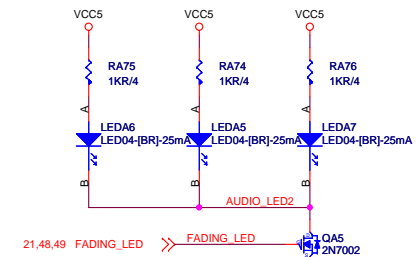 VCC5 VCC5 VCC5
RA75 RA74 RA76
1KR/4 1KR/4 1KR/4
A A A
LEDA6 LEDA5 LEDA7
LED04-[BR]-25mA LED04-[BR]-25mA LED04-[BR]-25mA
B B B
AUDIO_LED2
21,48,49 FADING_LED FADING_LED QA5
2N7002